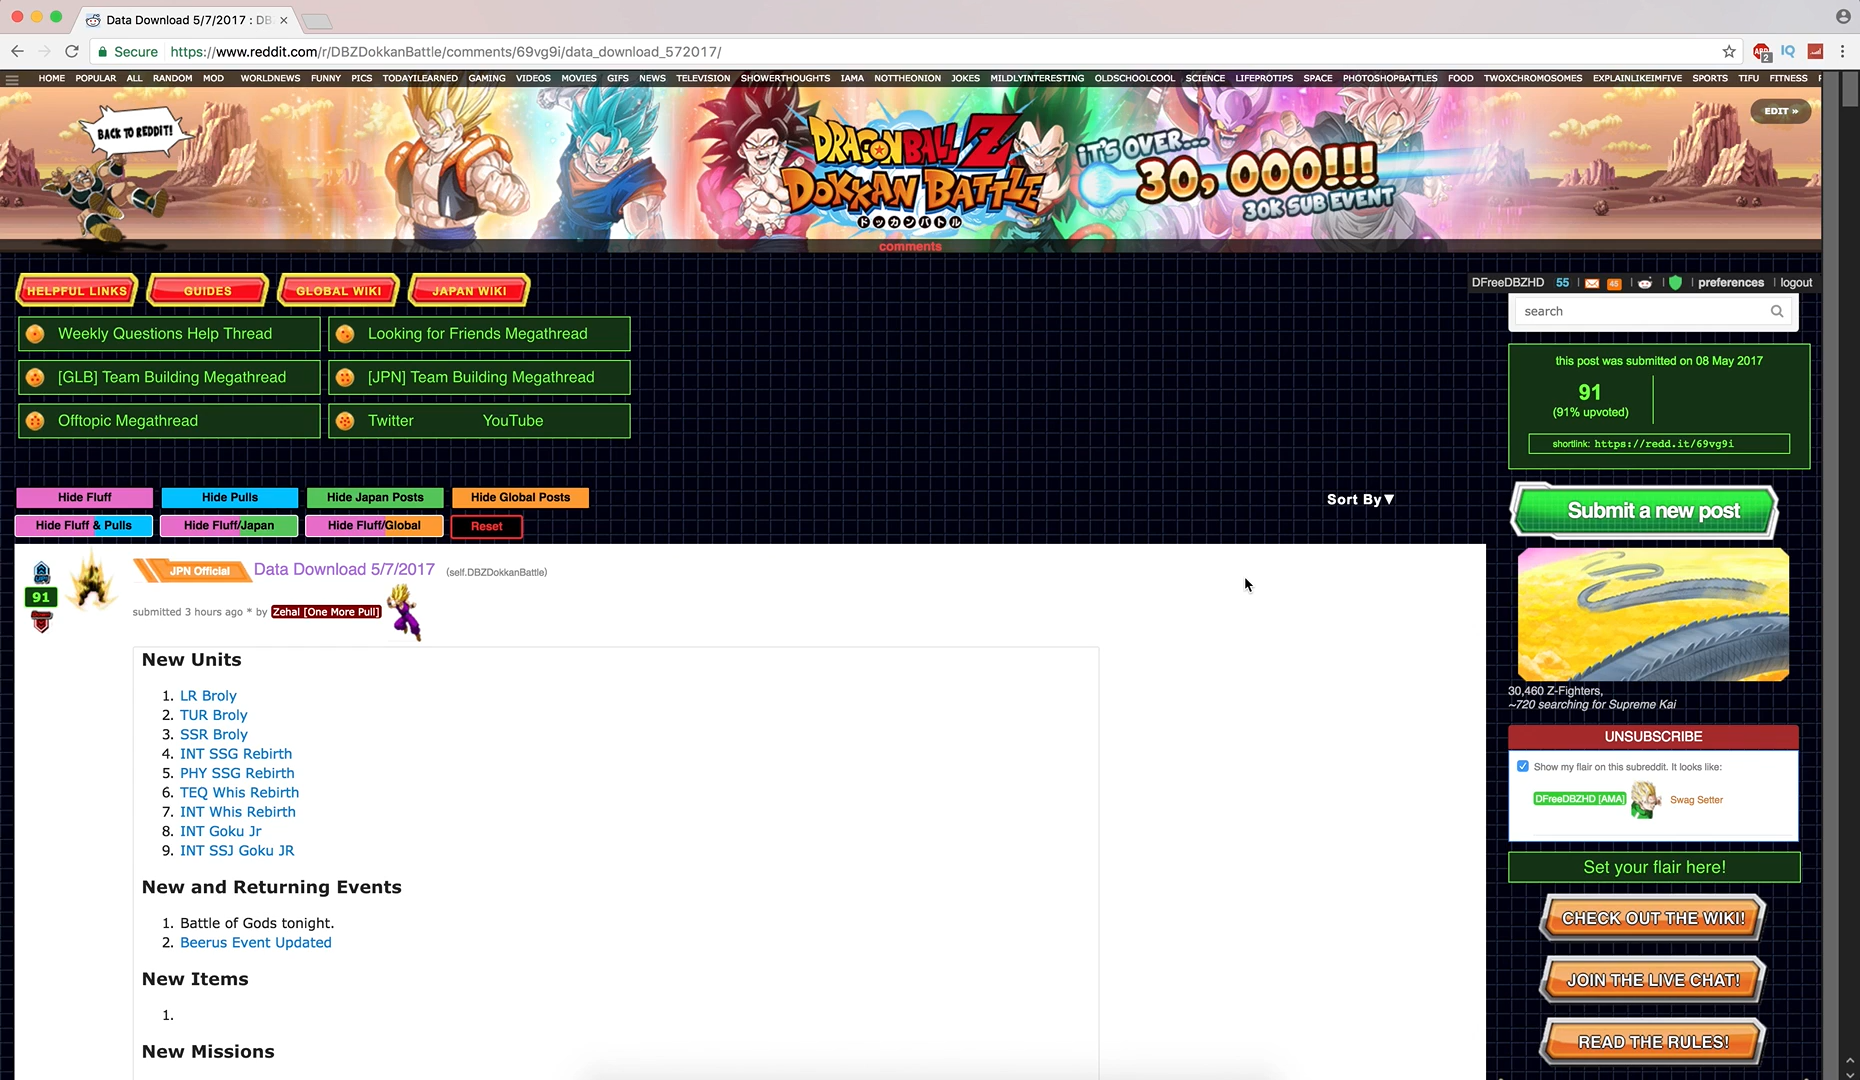 Data Download 5/7/2017 : DB
Secure https://www.reddit.com/r/DBZDokkanBattle/comments/69vg9i/data_download_572017/
2
IQ
HOME POPULAR ALL RANDOM MOD WORLDNEWS FUNNY PICS TODAYILEARNED GAMING VIDEOS MOVIES GIFS NEWS TELEVISION SHOWERTHOUGHTS IAMA NOTTHEONION JOKES MILDLYINTERESTING OLDSCHOOLCOOL SCIENCE LIFEPROTIPS SPACE PHOTOSHOPBATTLES FOOD TWOXCHROMOSOMES EXPLAINLIKEIMFIVE SPORTS TIFU FITNESS
BACK TO REDDIT!
EDIT »
DRAGONBALL Z
DOKKAN BATTLE
ドッカンバトル
IT'S OVER...
30,000!!!
30K SUB EVENT
comments
HELPFUL LINKS GUIDES GLOBAL WIKI JAPAN WIKI
DFreeDBZHD 55 | 45 | | | preferences | logout
search
Weekly Questions Help Thread Looking for Friends Megathread
[GLB] Team Building Megathread [JPN] Team Building Megathread
Offtopic Megathread Twitter YouTube
this post was submitted on 08 May 2017
91
(91% upvoted)
shortlink: https://redd.it/69vg9i
Hide Fluff Hide Pulls Hide Japan Posts Hide Global Posts
Sort By▼
Hide Fluff & Pulls Hide Fluff/Japan Hide Fluff/Global Reset
Submit a new post
91
JPN Official Data Download 5/7/2017 (self.DBZDokkanBattle)
submitted 3 hours ago * by Zehal [One More Pull]
New Units
1. LR Broly
2. TUR Broly
3. SSR Broly
4. INT SSG Rebirth
5. PHY SSG Rebirth
6. TEQ Whis Rebirth
7. INT Whis Rebirth
8. INT Goku Jr
9. INT SSJ Goku JR
New and Returning Events
1. Battle of Gods tonight.
2. Beerus Event Updated
New Items
1.
New Missions
30,460 Z-Fighters,
~720 searching for Supreme Kai
UNSUBSCRIBE
Show my flair on this subreddit. It looks like:
DFreeDBZHD [AMA] Swag Setter
Set your flair here!
CHECK OUT THE WIKI!
JOIN THE LIVE CHAT!
READ THE RULES!